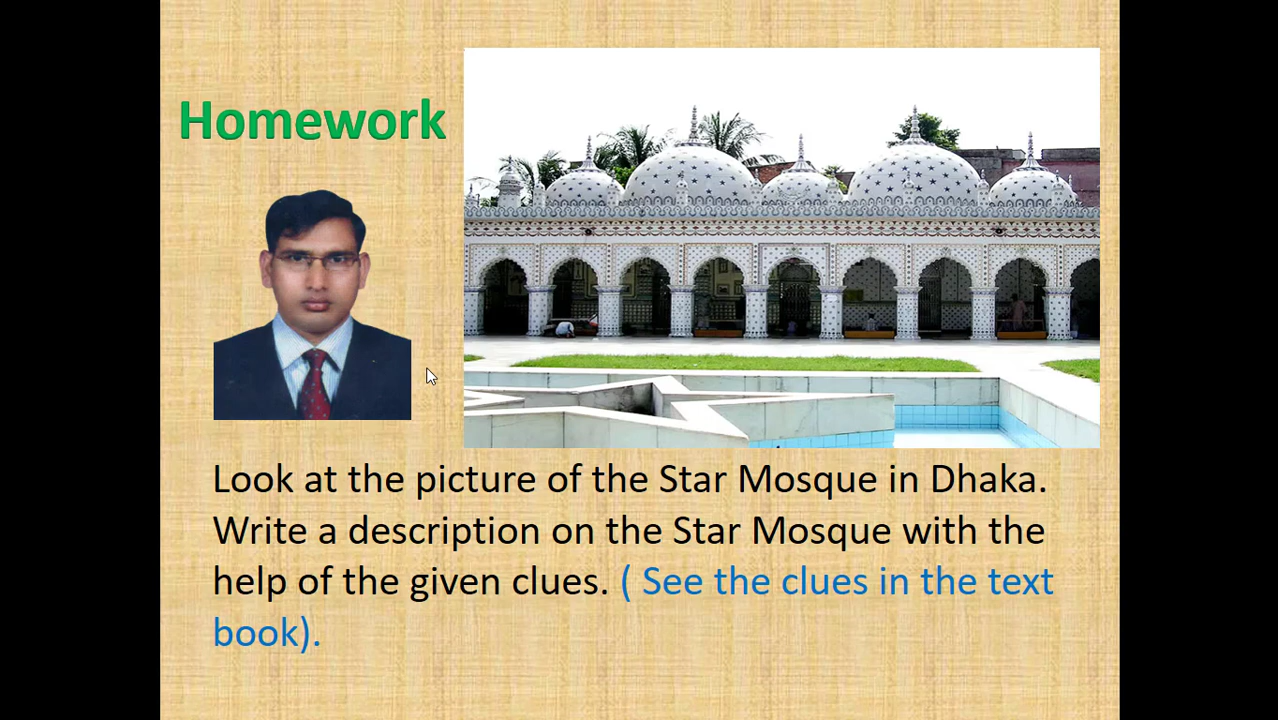 Homework
Look at the picture of the Star Mosque in Dhaka.
Write a description on the Star Mosque with the
help of the given clues. ( See the clues in the text
book).